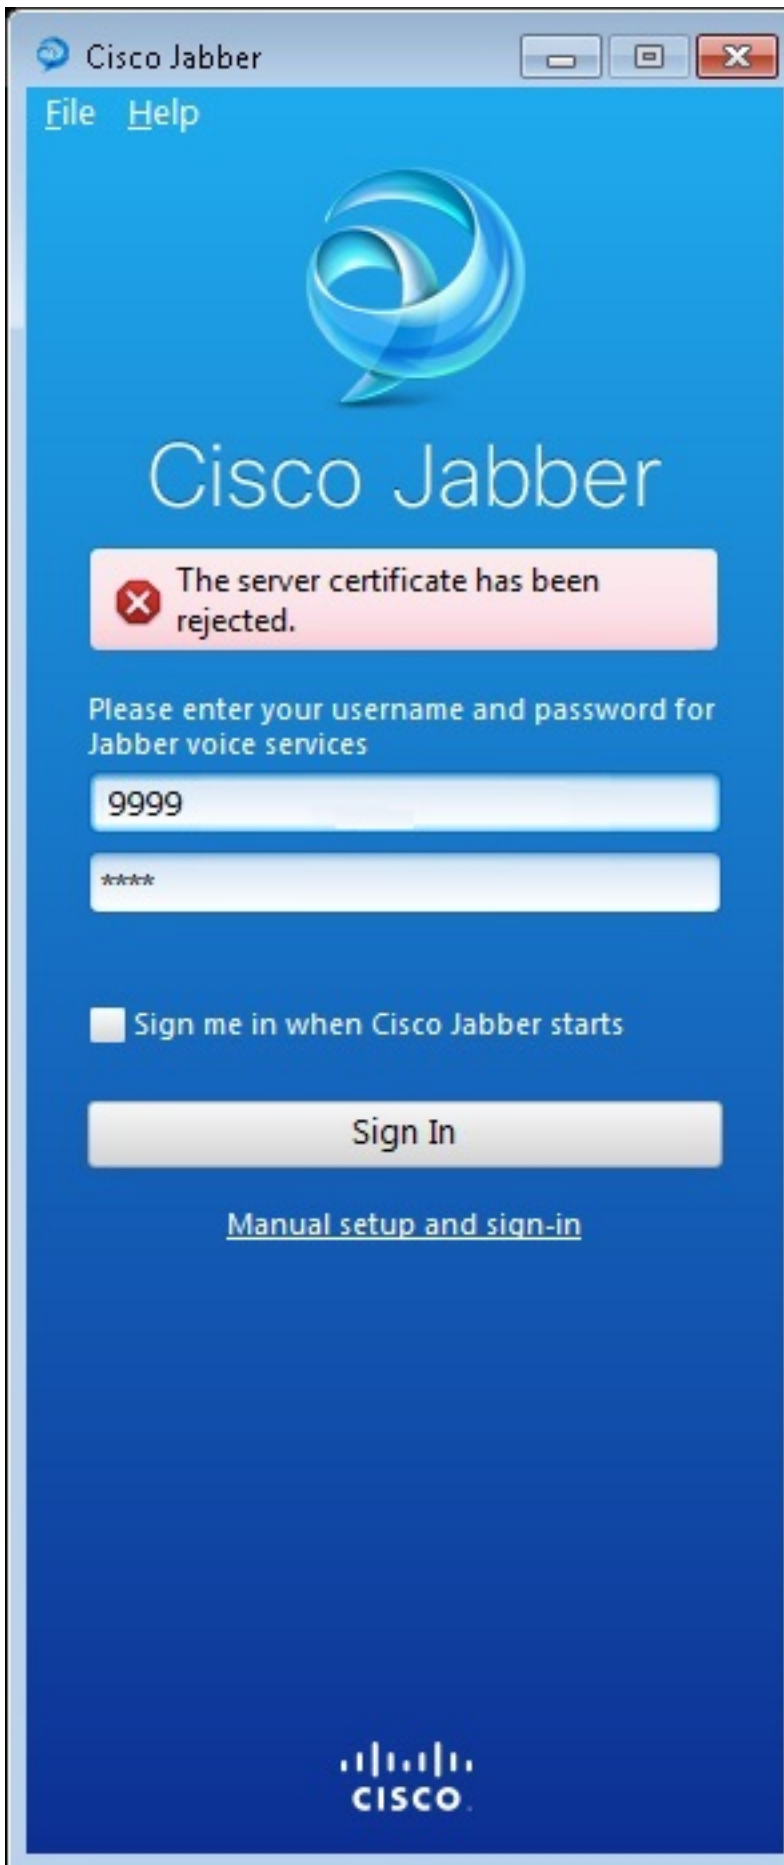 Cisco Jabber
File Help
Cisco Jabber
The server certificate has been
rejected.
Please enter your username and password for
Jabber voice services
9999
****
Sign me in when Cisco Jabber starts
Sign In
Manual setup and sign-in
CISCO